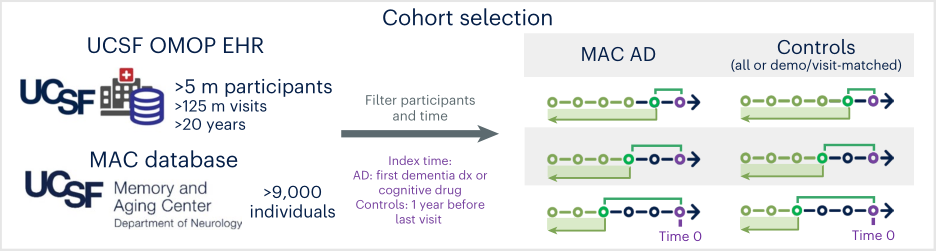 Cohort selection
UCSF OMOP EHR
UCSF
>5 m participants
>125 m visits
>20 years
MAC database
UCSF
Memory and
Aging Center
Department of Neurology
>9,000
individuals
Filter participants
and time
Index time:
AD: first dementia dx or
cognitive drug
Controls: 1 year before
last visit
MAC AD
Controls
(all or demo/visit-matched)
Time 0
Time 0